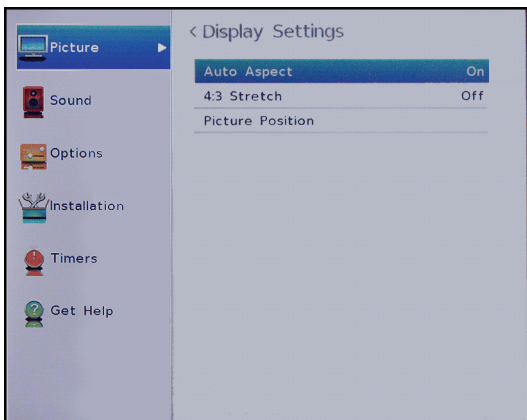 Picture
Sound
Options
Installation
Timers
Get Help
< Display Settings
Auto Aspect On
4:3 Stretch Off
Picture Position